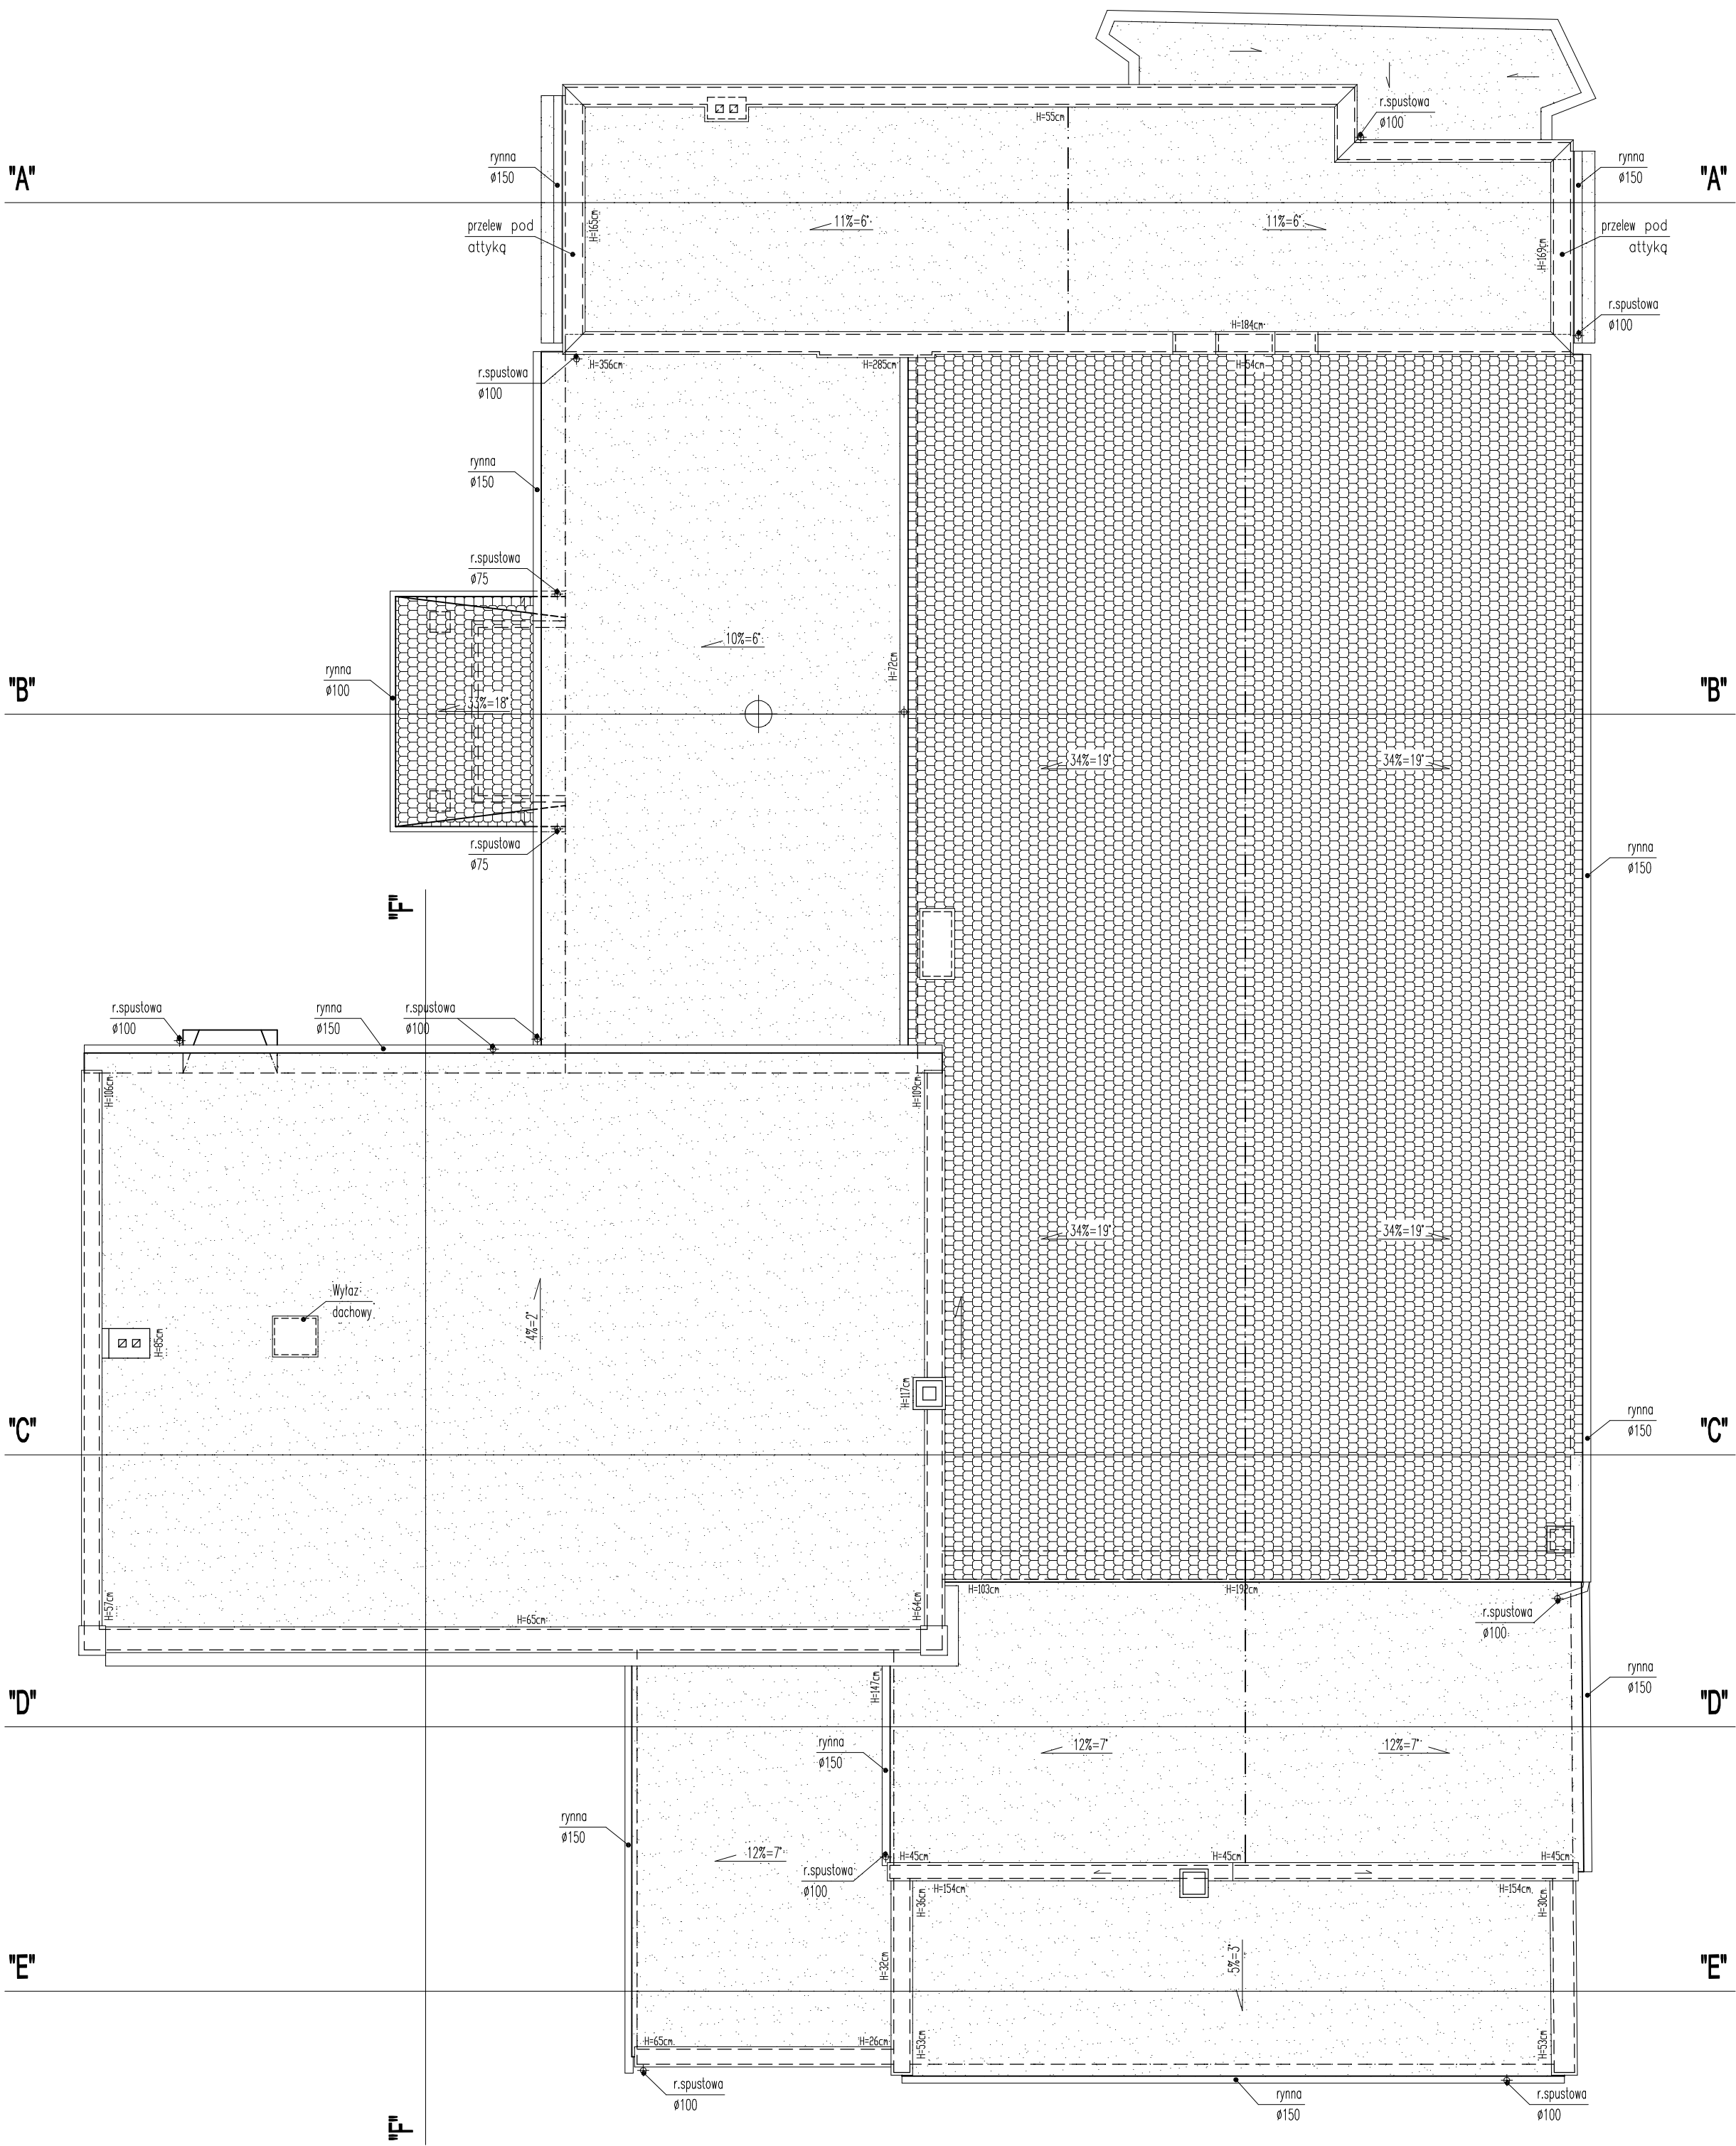 r.spustowa
ø100
rynna
ø150
"A"
"A"
rynna
ø150
H=55cm
przelew pod
attyką
H=165cm
11%=6°
11%=6°
H=169cm
przelew pod
attyką
r.spustowa
ø100
H=184cm
r.spustowa
ø100
H=356cm
H=285cm
H=54cm
rynna
ø150
r.spustowa
ø75
10%=6°
H=72cm
rynna
ø100
"B"
"B"
33%=18°
34%=19°
34%=19°
r.spustowa
ø75
rynna
ø150
"F"
r.spustowa
ø100
rynna
ø150
r.spustowa
ø100
H=106cm
H=109cm
34%=19°
34%=19°
Wyłaz
dachowy
4%=2°
H=85cm
H=117cm
"C"
"C"
rynna
ø150
H=57cm
H=65cm
H=64cm
H=103cm
H=192cm
r.spustowa
ø100
H=147cm
rynna
ø150
"D"
"D"
rynna
ø150
12%=7°
12%=7°
rynna
ø150
12%=7°
r.spustowa
ø100
H=45cm
H=45cm
H=45cm
H=36cm
H=154cm
H=154cm
H=30cm
H=32cm
5%=3°
"E"
"E"
H=65cm
H=26cm
H=53cm
H=53cm
r.spustowa
ø100
rynna
ø150
r.spustowa
ø100
"F"